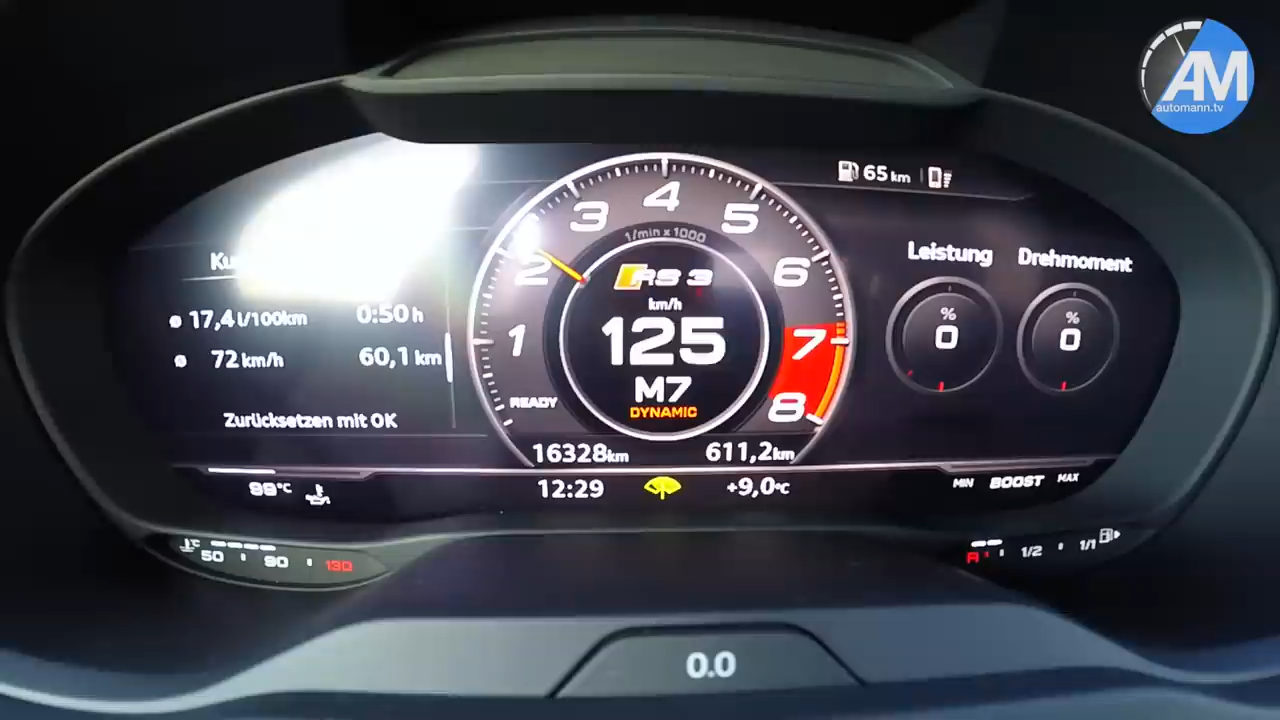 AM
automann.tv
65 km
1 2 3 4 5 6 7 8
1/min x 1000
RS 3
km/h
125
M7
DYNAMIC
READY
17,4 l/100km 0:50 h
72 km/h 60,1 km
Zurücksetzen mit OK
Leistung Drehmoment
% %
0 0
16328km 611,2km
12:29 +9,0°C
99°C
MIN BOOST MAX
°C 50 90 130
R 1/2 1/1
0.0